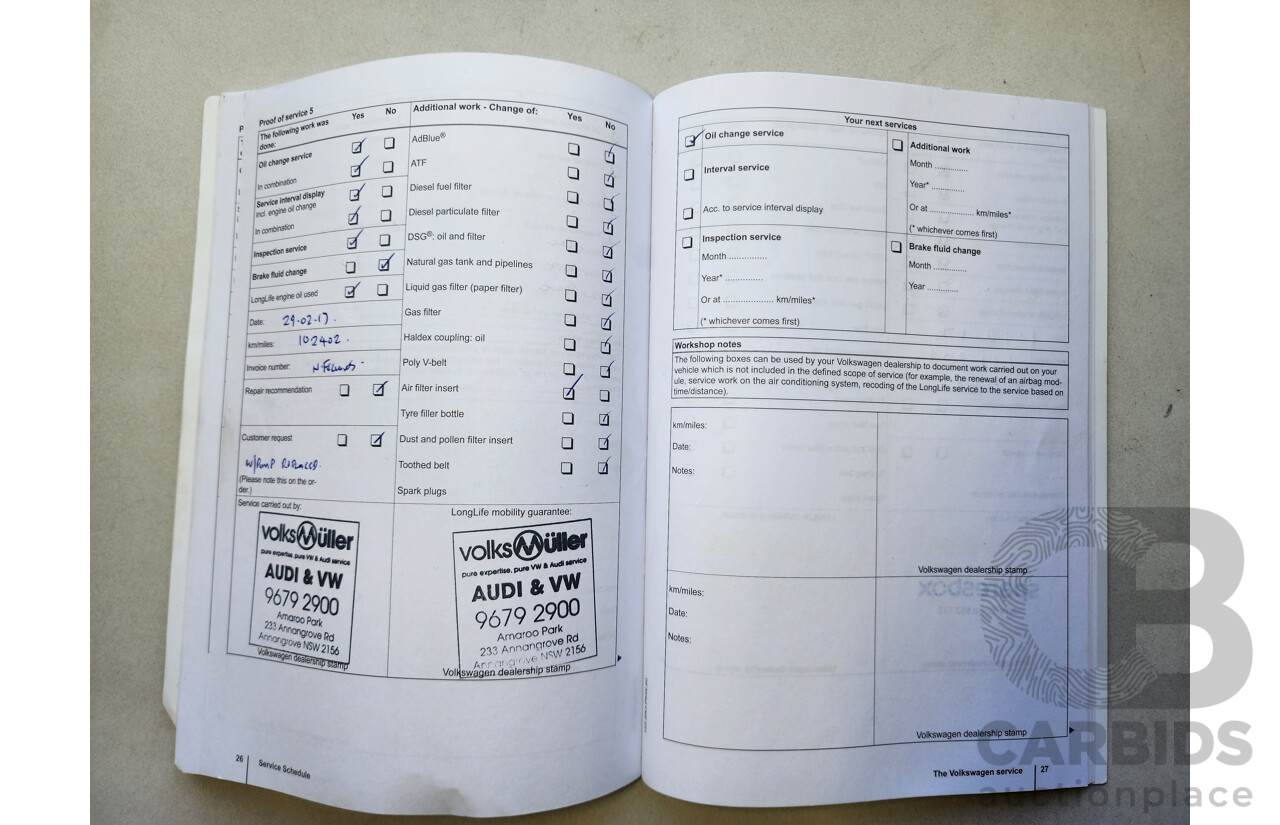 Proof of service 5
The following work was done:
Yes
No
Oil change service
In combination
Service interval display
incl. engine oil change
In combination
Inspection service
Brake fluid change
LongLife engine oil used
Date: 29-02-17.
km/miles: 102402.
Invoice number:
Repair recommendation
Customer request
W/Pump Replaced.
(Please note this on the or-
der.)
Service carried out by:
volksMüller
pure expertise. pure VW & Audi service
AUDI & VW
9679 2900
Amaroo Park
233 Annangrove Rd
Annangrove NSW 2156
Volkswagen dealership stamp
Additional work - Change of:
Yes
No
AdBlue®
ATF
Diesel fuel filter
Diesel particulate filter
DSG®: oil and filter
Natural gas tank and pipelines
Liquid gas filter (paper filter)
Gas filter
Haldex coupling: oil
Poly V-belt
Air filter insert
Tyre filler bottle
Dust and pollen filter insert
Toothed belt
Spark plugs
LongLife mobility guarantee:
volksMüller
pure expertise. pure VW & Audi service
AUDI & VW
9679 2900
Amaroo Park
233 Annangrove Rd
Annangrove NSW 2156
Volkswagen dealership stamp
26
Service Schedule
Your next services
Oil change service
Interval service
Acc. to service interval display
Inspection service
Month ...............
Year* ...............
Or at ..................... km/miles*
(* whichever comes first)
Additional work
Month .............
Year* .............
Or at .................... km/miles*
(* whichever comes first)
Brake fluid change
Month .............
Year .............
Workshop notes
The following boxes can be used by your Volkswagen dealership to document work carried out on your
vehicle which is not included in the defined scope of service (for example, the renewal of an airbag mod-
ule, service work on the air conditioning system, recoding of the LongLife service to the service based on
time/distance).
km/miles:
Date:
Notes:
Volkswagen dealership stamp
km/miles:
Date:
Notes:
Volkswagen dealership stamp
The Volkswagen service
27
CB
CARBIDS
auctionplace